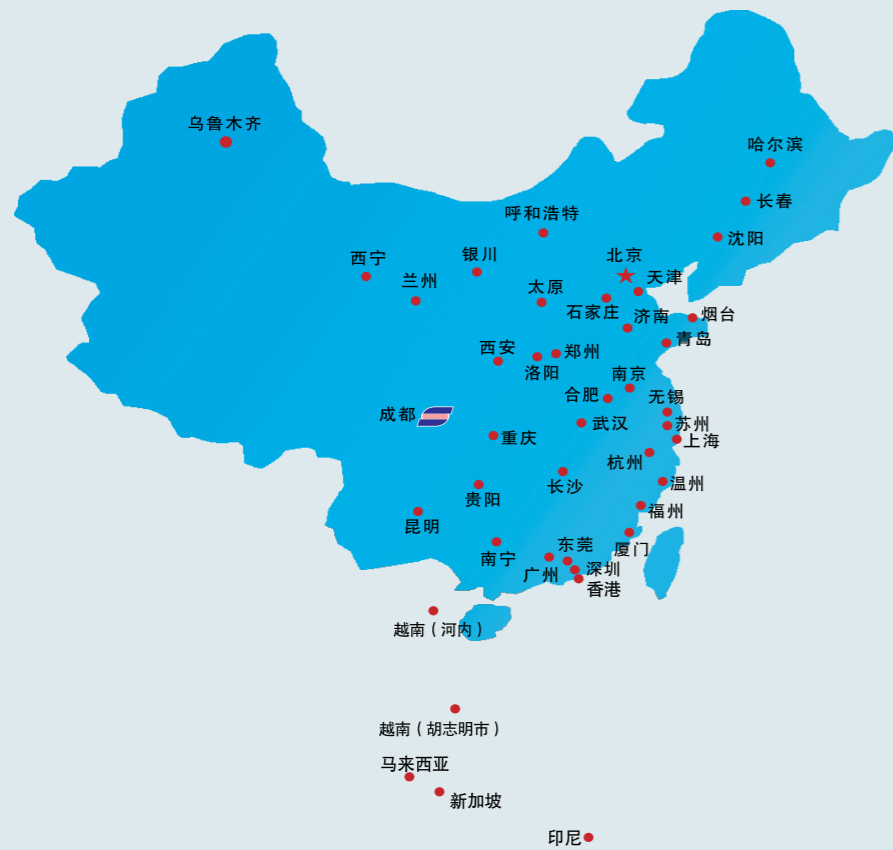 乌鲁木齐
哈尔滨
长春
呼和浩特
沈阳
西宁
银川
北京
兰州
太原
天津
石家庄
济南
烟台
青岛
西安
郑州
洛阳
南京
合肥
无锡
成都
武汉
苏州
重庆
上海
杭州
贵阳
长沙
温州
昆明
福州
南宁
东莞
厦门
广州
深圳
香港
越南（河内）
越南（胡志明市）
马来西亚
新加坡
印尼